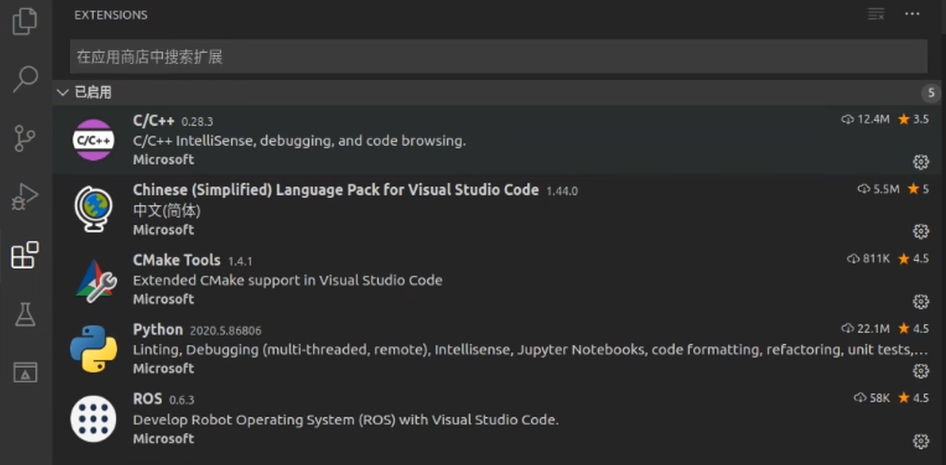 EXTENSIONS
在应用商店中搜索扩展
已启用 5
C/C++ 0.28.3 12.4M 3.5
C/C++ IntelliSense, debugging, and code browsing.
Microsoft
Chinese (Simplified) Language Pack for Visual Studio Code 1.44.0 5.5M 5
中文(简体)
Microsoft
CMake Tools 1.4.1 811K 4.5
Extended CMake support in Visual Studio Code
Microsoft
Python 2020.5.86806 22.1M 4.5
Linting, Debugging (multi-threaded, remote), Intellisense, Jupyter Notebooks, code formatting, refactoring, unit tests,...
Microsoft
ROS 0.6.3 58K 4.5
Develop Robot Operating System (ROS) with Visual Studio Code.
Microsoft